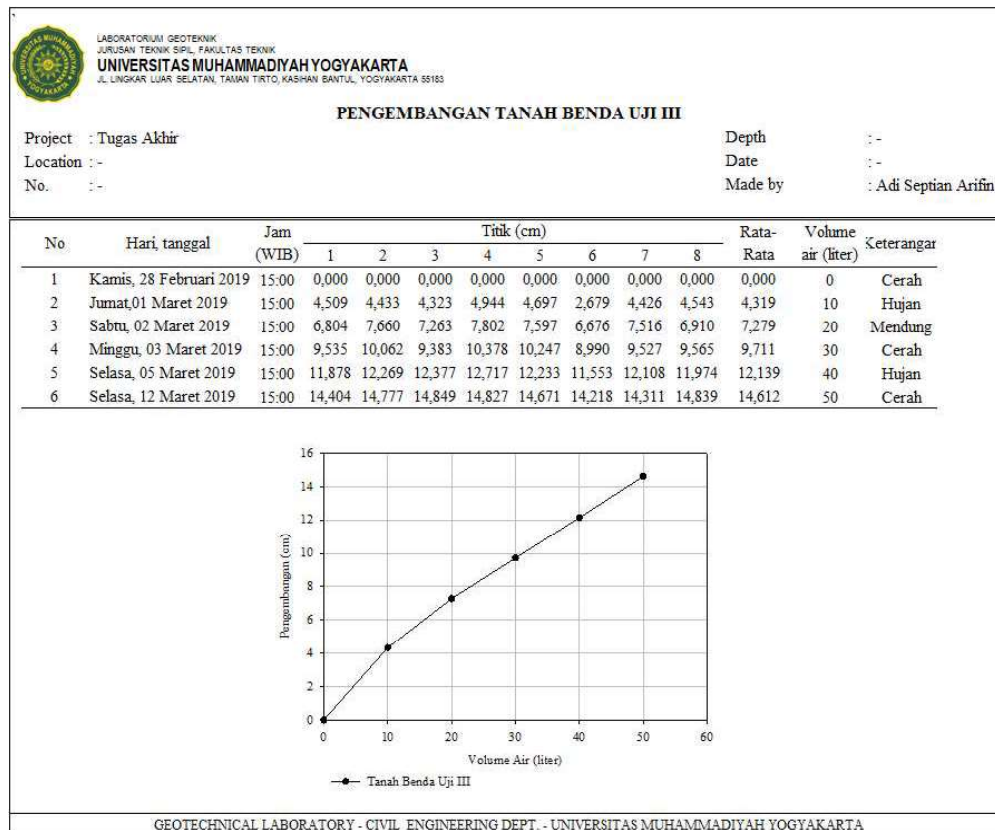 UNIVERSITAS MUHAMMADIYAH
YOGYAKARTA
LABORATORIUM GEOTEKNIK
JURUSAN TEKNIK SIPIL, FAKULTAS TEKNIK
UNIVERSITAS MUHAMMADIYAH YOGYAKARTA
JL. LINGKAR LUAR SELATAN, TAMAN TIRTO, KASIHAN BANTUL, YOGYAKARTA 55183
PENGEMBANGAN TANAH BENDA UJI III
Project : Tugas Akhir Depth : -
Location : - Date : -
No. : - Made by : Adi Septian Arifin
No Hari, tanggal Jam (WIB) Titik (cm) Rata-Rata Volume air (liter) Keterangan
1 2 3 4 5 6 7 8
1 Kamis, 28 Februari 2019 15:00 0,000 0,000 0,000 0,000 0,000 0,000 0,000 0,000 0,000 0 Cerah
2 Jumat,01 Maret 2019 15:00 4,509 4,433 4,323 4,944 4,697 2,679 4,426 4,543 4,319 10 Hujan
3 Sabtu, 02 Maret 2019 15:00 6,804 7,660 7,263 7,802 7,597 6,676 7,516 6,910 7,279 20 Mendung
4 Minggu, 03 Maret 2019 15:00 9,535 10,062 9,383 10,378 10,247 8,990 9,527 9,565 9,711 30 Cerah
5 Selasa, 05 Maret 2019 15:00 11,878 12,269 12,377 12,717 12,233 11,553 12,108 11,974 12,139 40 Hujan
6 Selasa, 12 Maret 2019 15:00 14,404 14,777 14,849 14,827 14,671 14,218 14,311 14,839 14,612 50 Cerah
16
14
12
10
8
6
4
2
0
Pengembangan (cm)
0 10 20 30 40 50 60
Volume Air (liter)
Tanah Benda Uji III
GEOTECHNICAL LABORATORY - CIVIL ENGINEERING DEPT. - UNIVERSITAS MUHAMMADIYAH YOGYAKARTA